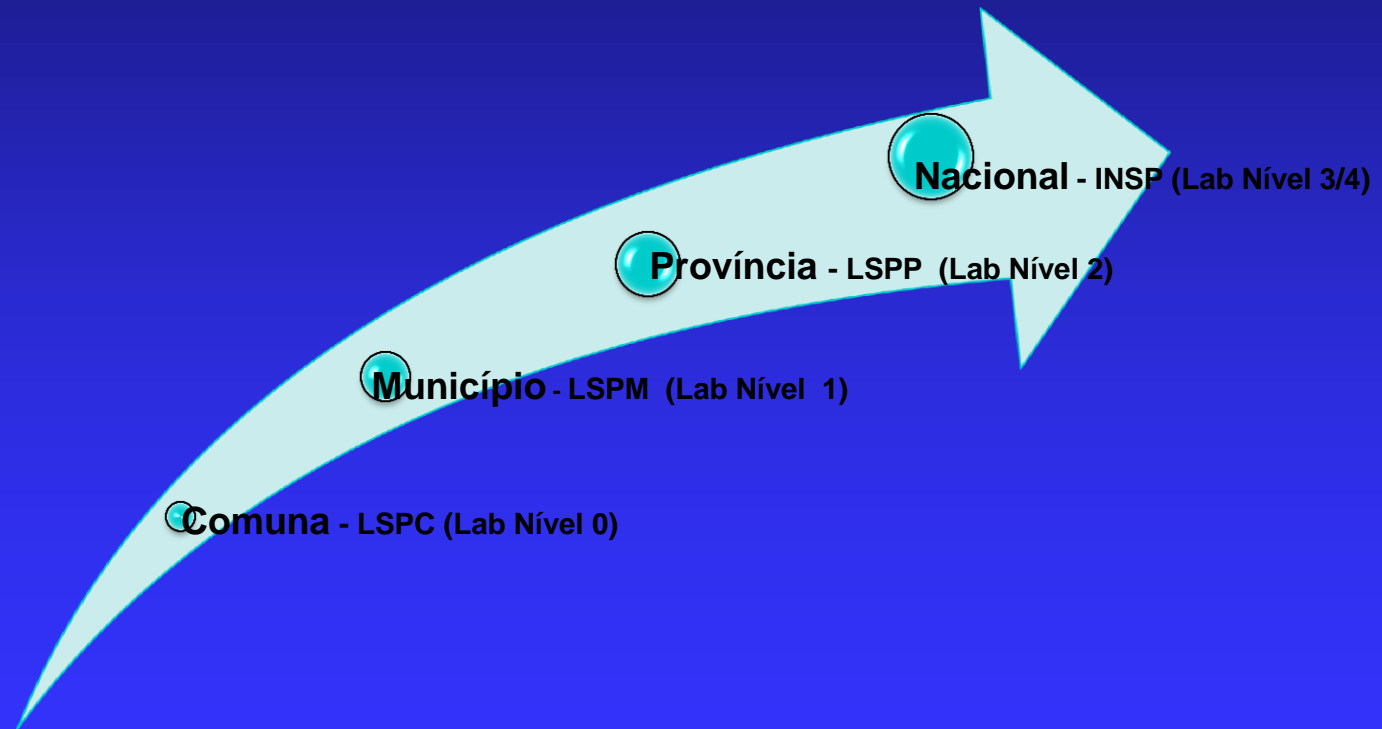 Nacional - INSP (Lab Nível 3/4)
Província - LSPP (Lab Nível 2)
Município - LSPM (Lab Nível 1)
Comuna - LSPC (Lab Nível 0)